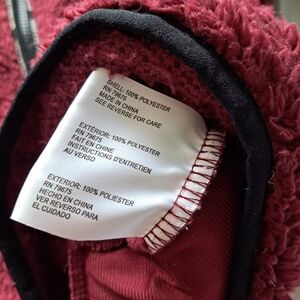 SHELL: 100% POLYESTER
RN 79675
MADE IN CHINA
SEE REVERSE FOR CARE
EXTERIOR: 100% POLYESTER
RN 79675
FAIT EN CHINE
INSTRUCTIONS D'ENTRETIEN
AU VERSO
EXTERIOR: 100% POLIESTER
RN 79675
HECHO EN CHINA
VER REVERSO PARA
EL CUIDADO